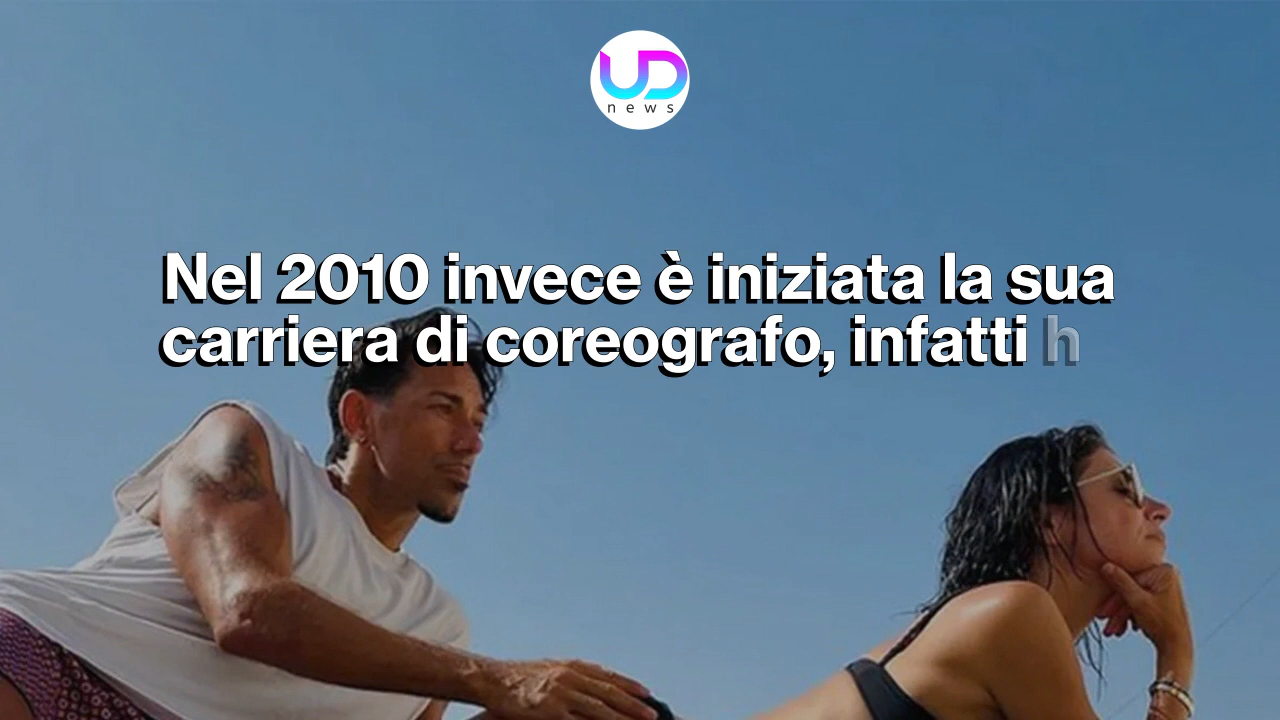 UD
news
Nel 2010 invece è iniziata la sua
carriera di coreografo, infatti h